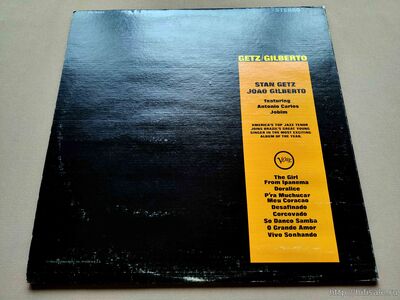 STEREO
GETZ/GILBERTO
STAN GETZ
JOAO GILBERTO
featuring
Antonio Carlos
Jobim
AMERICA'S TOP JAZZ TENOR
JOINS BRAZIL'S GREAT YOUNG
SINGER IN THE MOST EXCITING
ALBUM OF THE YEAR.
Verve
The Girl
From Ipanema
Doralice
P'ra Muchucar
Meu Coracao
Desafinado
Corcovado
So Danco Samba
O Grande Amor
Vivo Sonhando